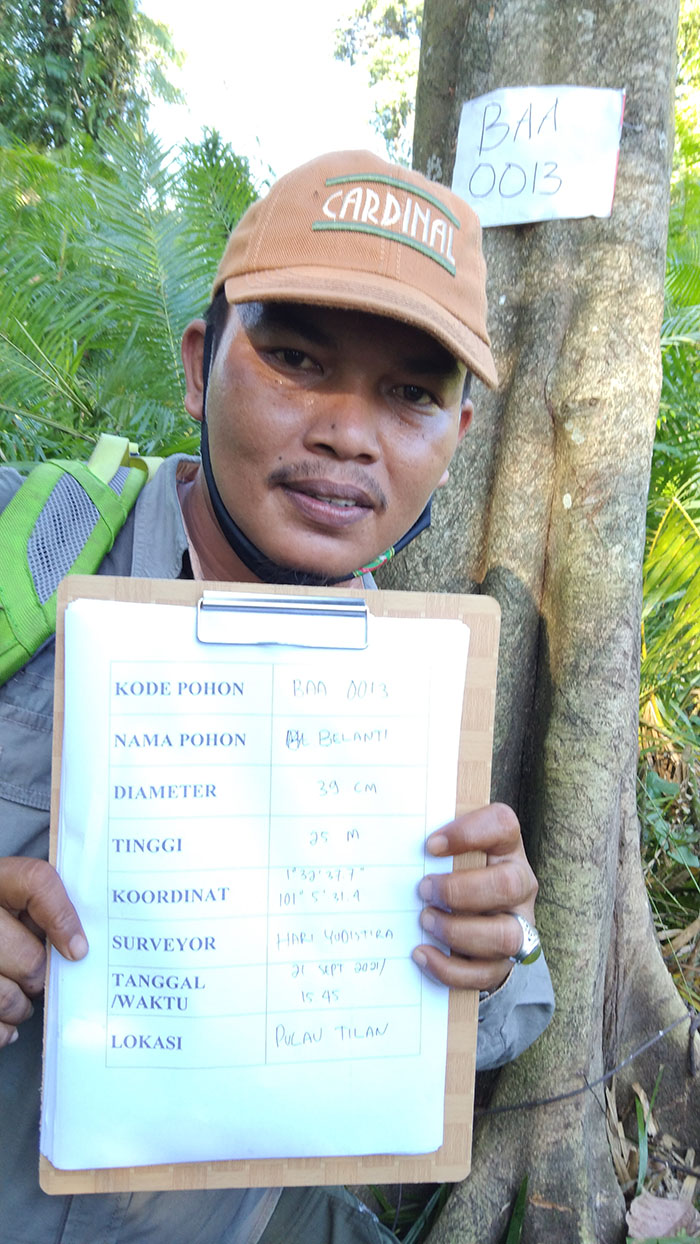 BAA
0013
CARDINAL
KODE POHON BAA 0013
NAMA POHON BELANTI
DIAMETER 39 CM
TINGGI 25 M
KOORDINAT 1°32'37.7"
101°5'31.4
SURVEYOR HARI YUDISTIRA
TANGGAL 21 SEPT 2021/
/WAKTU 15.45
LOKASI PULAU TILAN